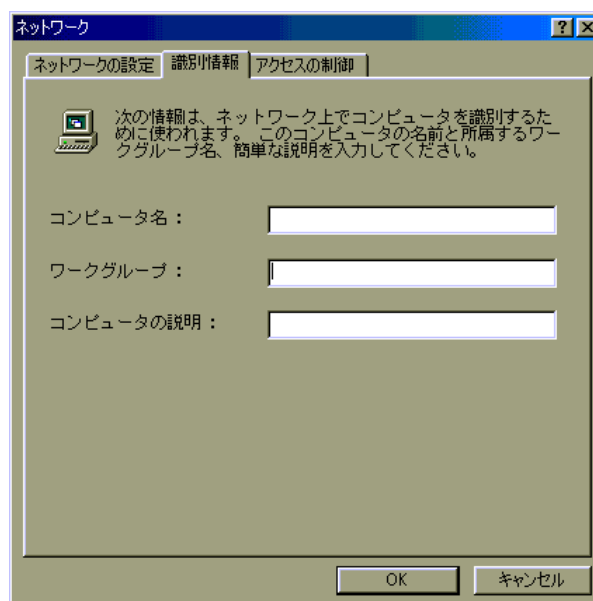 ネットワーク
ネットワークの設定 識別情報 アクセスの制御
次の情報は、ネットワーク上でコンピュータを識別するた
めに使われます。 このコンピュータの名前と所属するワー
クグループ名、簡単な説明を入力してください。
コンピュータ名：
ワークグループ：
コンピュータの説明：
OK キャンセル